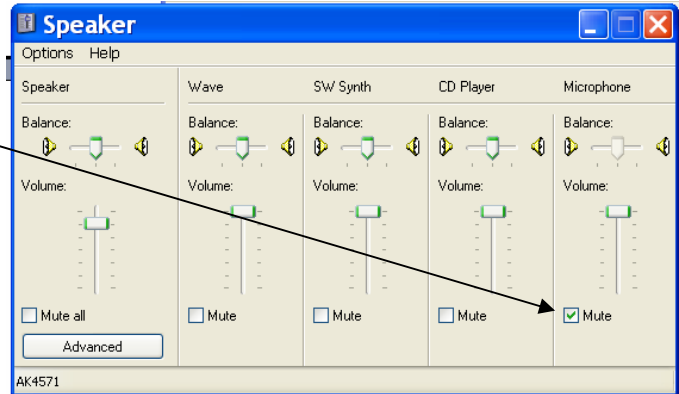 Speaker
Options Help
Speaker Wave SW Synth CD Player Microphone
Balance: Balance: Balance: Balance: Balance:
Volume: Volume: Volume: Volume: Volume:
Mute all Mute Mute Mute Mute
Advanced
AK4571